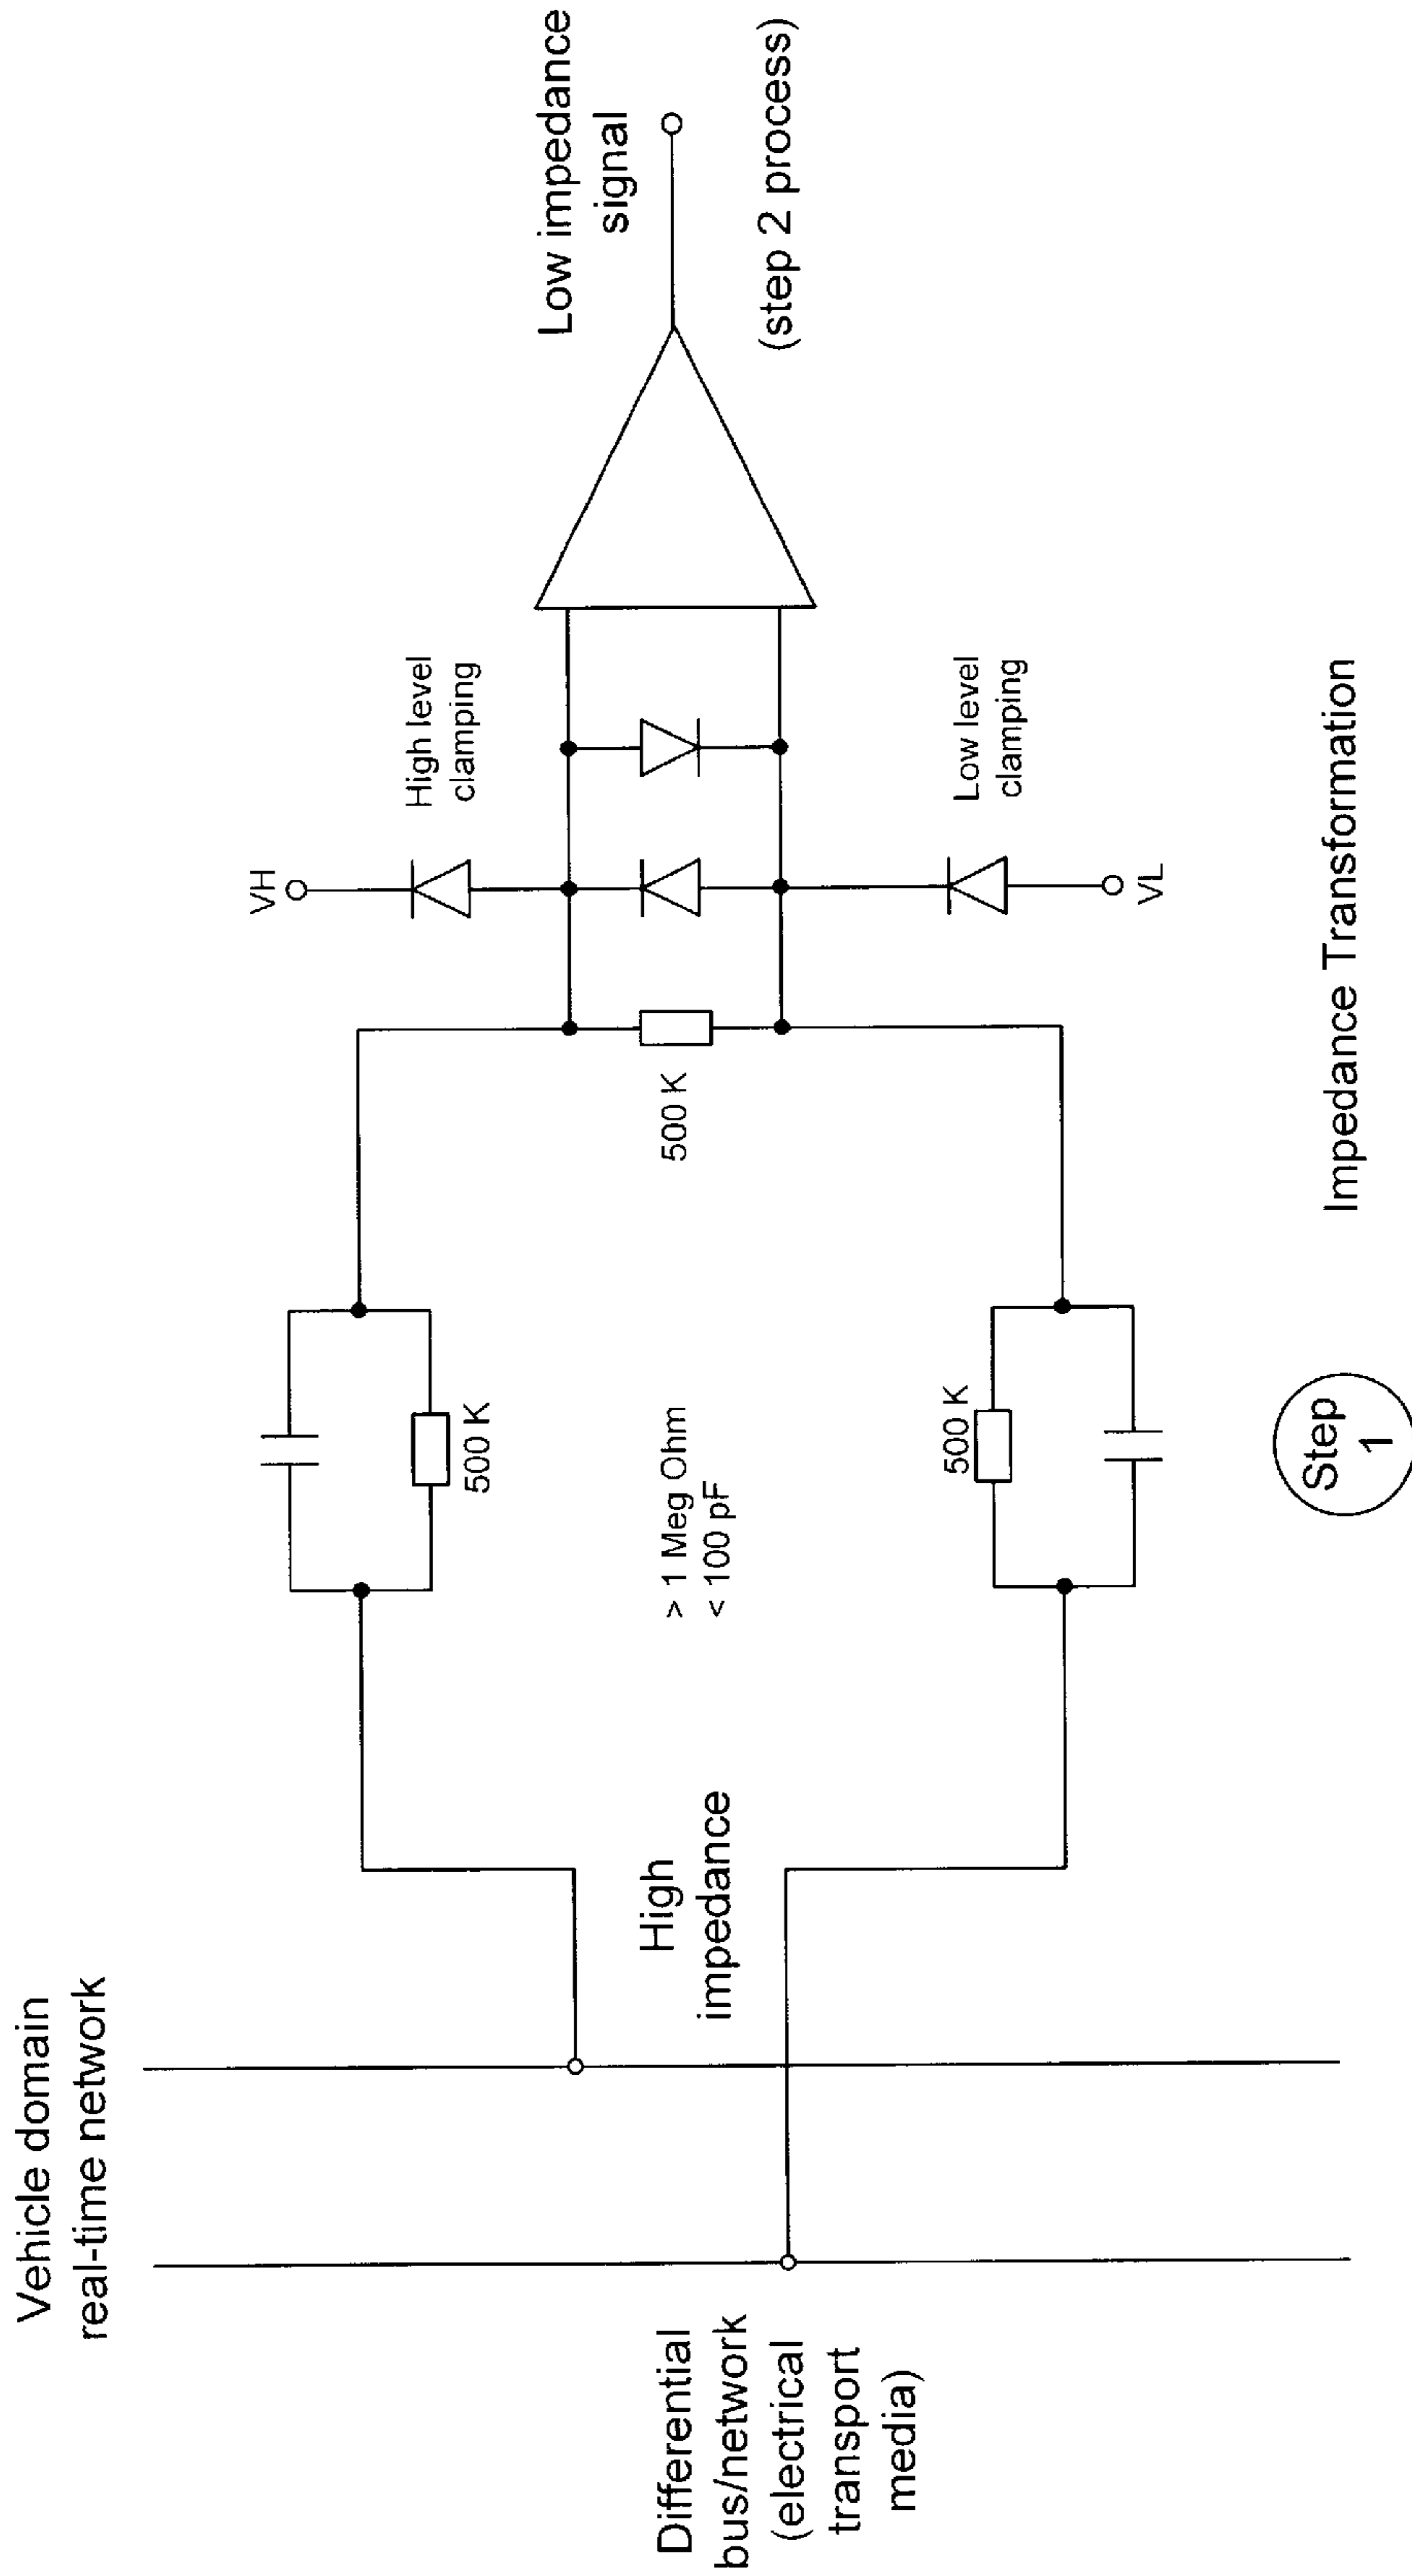 Vehicle domain
real-time network
Differential
bus/network
(electrical
transport
media)
High
impedance
500 K
> 1 Meg Ohm
< 100 pF
500 K
500 K
VH
High level
clamping
Low level
clamping
VL
Low impedance
signal
(step 2 process)
Step
1
Impedance Transformation